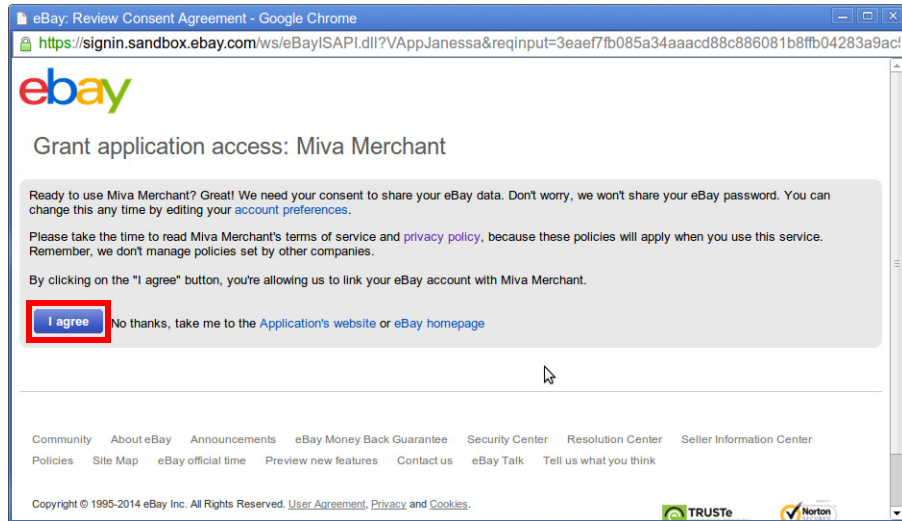 eBay: Review Consent Agreement - Google Chrome
https://signin.sandbox.ebay.com/ws/eBayISAPI.dll?VAppJanessa&reqinput=3eaef7fb085a34aaacd88c886081b8ffb04283a9ac
ebay
Grant application access: Miva Merchant
Ready to use Miva Merchant? Great! We need your consent to share your eBay data. Don't worry, we won't share your eBay password. You can
change this any time by editing your account preferences.
Please take the time to read Miva Merchant's terms of service and privacy policy, because these policies will apply when you use this service.
Remember, we don't manage policies set by other companies.
By clicking on the "I agree" button, you're allowing us to link your eBay account with Miva Merchant.
I agree No thanks, take me to the Application's website or eBay homepage
Community About eBay Announcements eBay Money Back Guarantee Security Center Resolution Center Seller Information Center
Policies Site Map eBay official time Preview new features Contact us eBay Talk Tell us what you think
Copyright © 1995-2014 eBay Inc. All Rights Reserved. User Agreement, Privacy and Cookies.
TRUSTe Norton